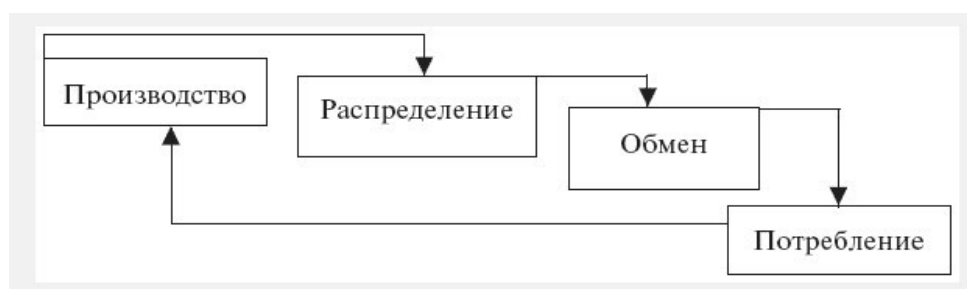 Производство
Распределение
Обмен
Потребление